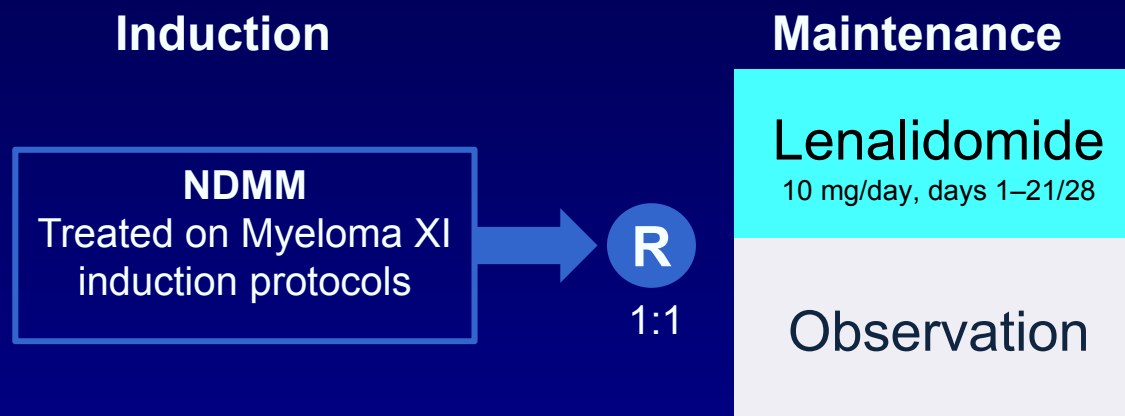 Induction
Maintenance
NDMM
Treated on Myeloma XI
induction protocols
R
1:1
Lenalidomide
10 mg/day, days 1–21/28
Observation